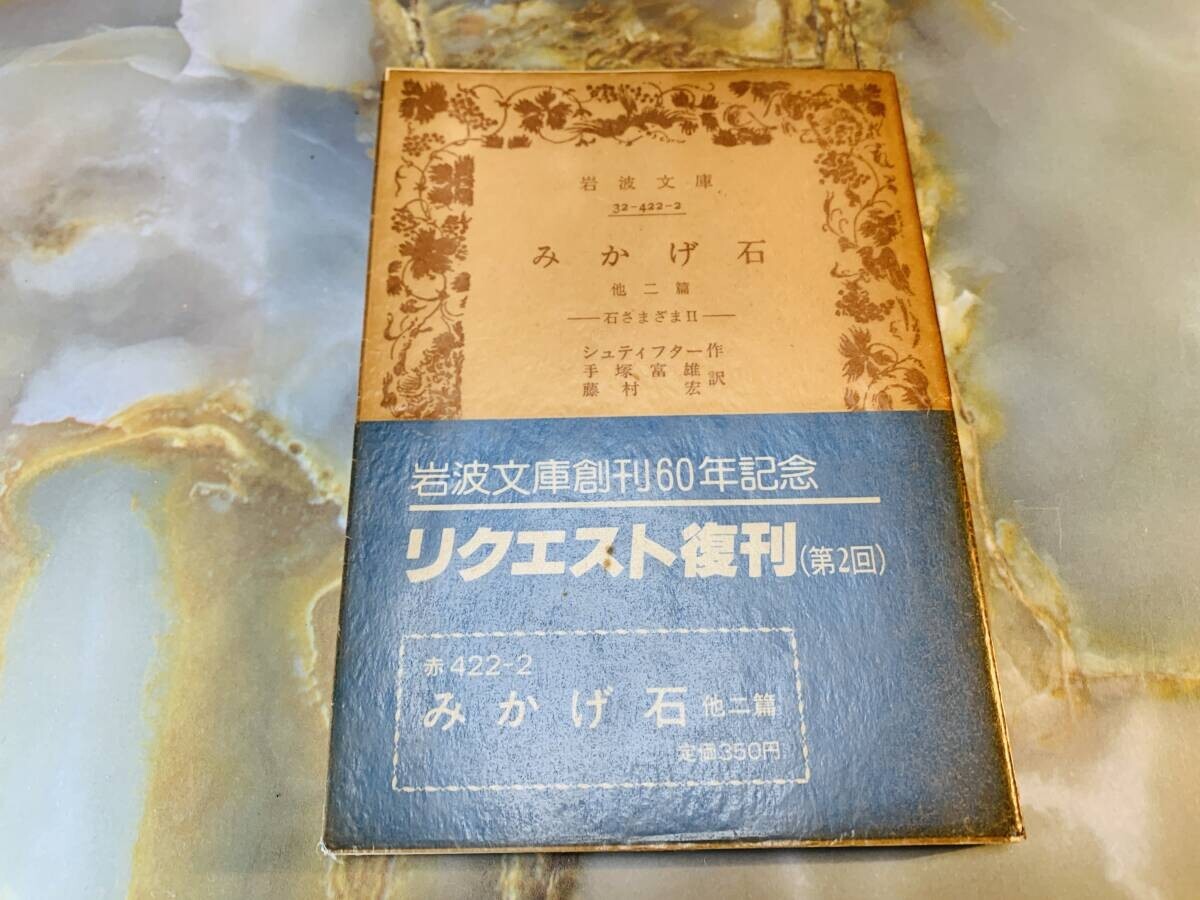 岩波文庫
32-422-2
みかげ石
他二篇
―石ざまざまII―
シュティフター作
手塚富雄
藤村宏訳
岩波文庫創刊60年記念
リクエスト復刊(第2回)
赤422-2
みかげ石 他二篇
定価350円